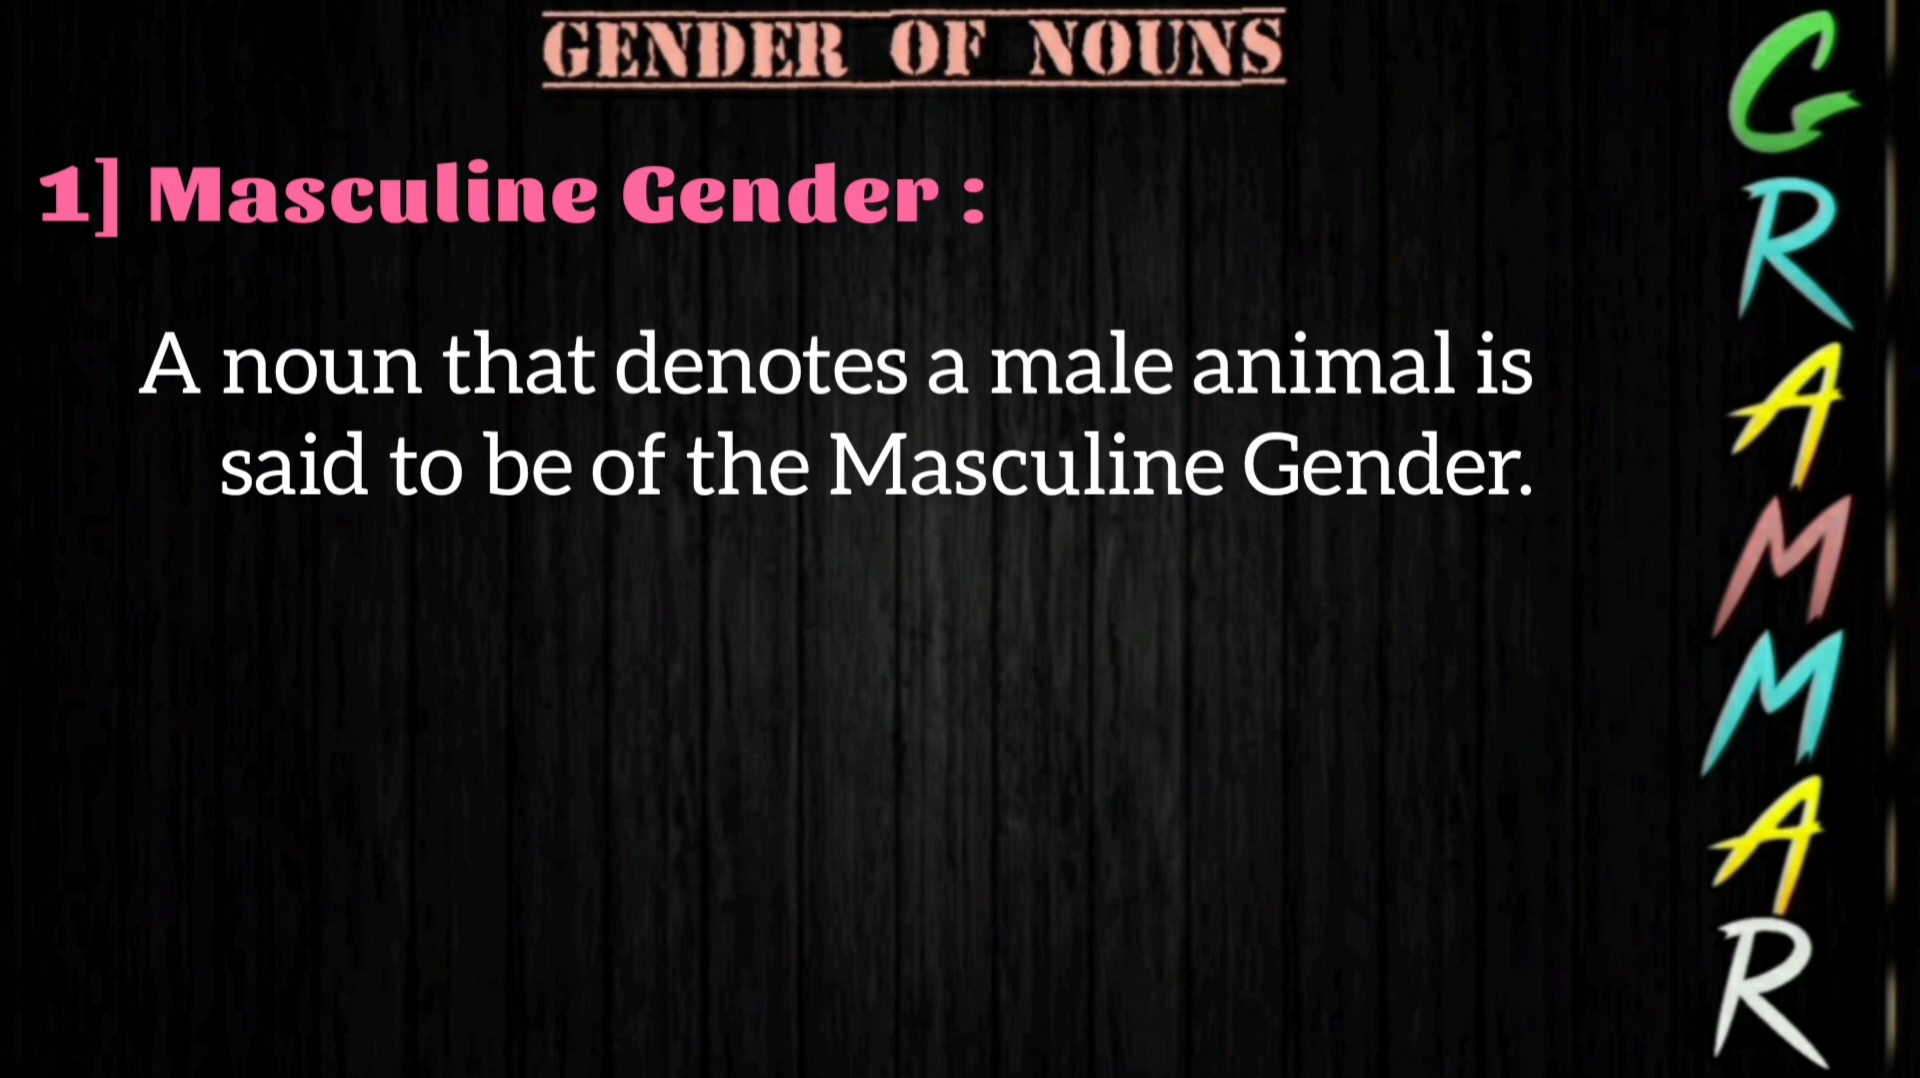 GENDER OF NOUNS
1] Masculine Gender :
A noun that denotes a male animal is
said to be of the Masculine Gender.
GRAMMAR